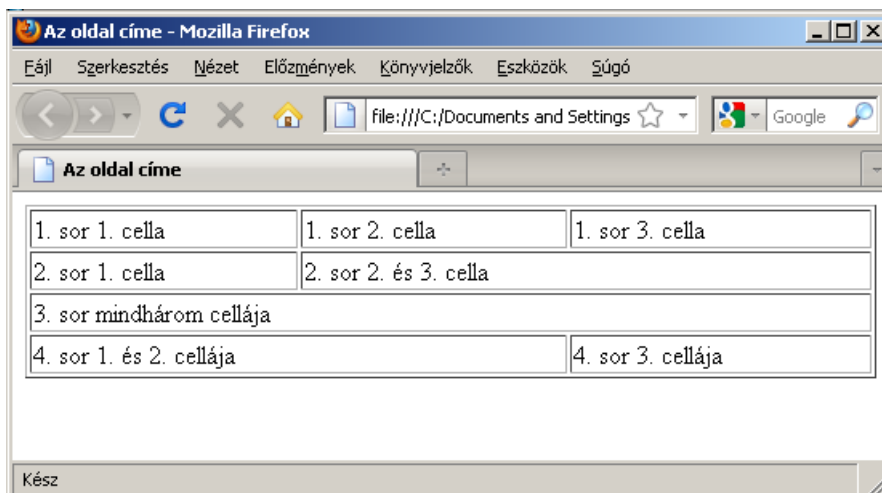 Az oldal címe - Mozilla Firefox
Fájl Szerkesztés Nézet Előzmények Könyvjelzők Eszközök Súgó
file:///C:/Documents and Settings Google
Az oldal címe
1. sor 1. cella 1. sor 2. cella 1. sor 3. cella
2. sor 1. cella 2. sor 2. és 3. cella
3. sor mindhárom cellája
4. sor 1. és 2. cellája 4. sor 3. cellája
Kész